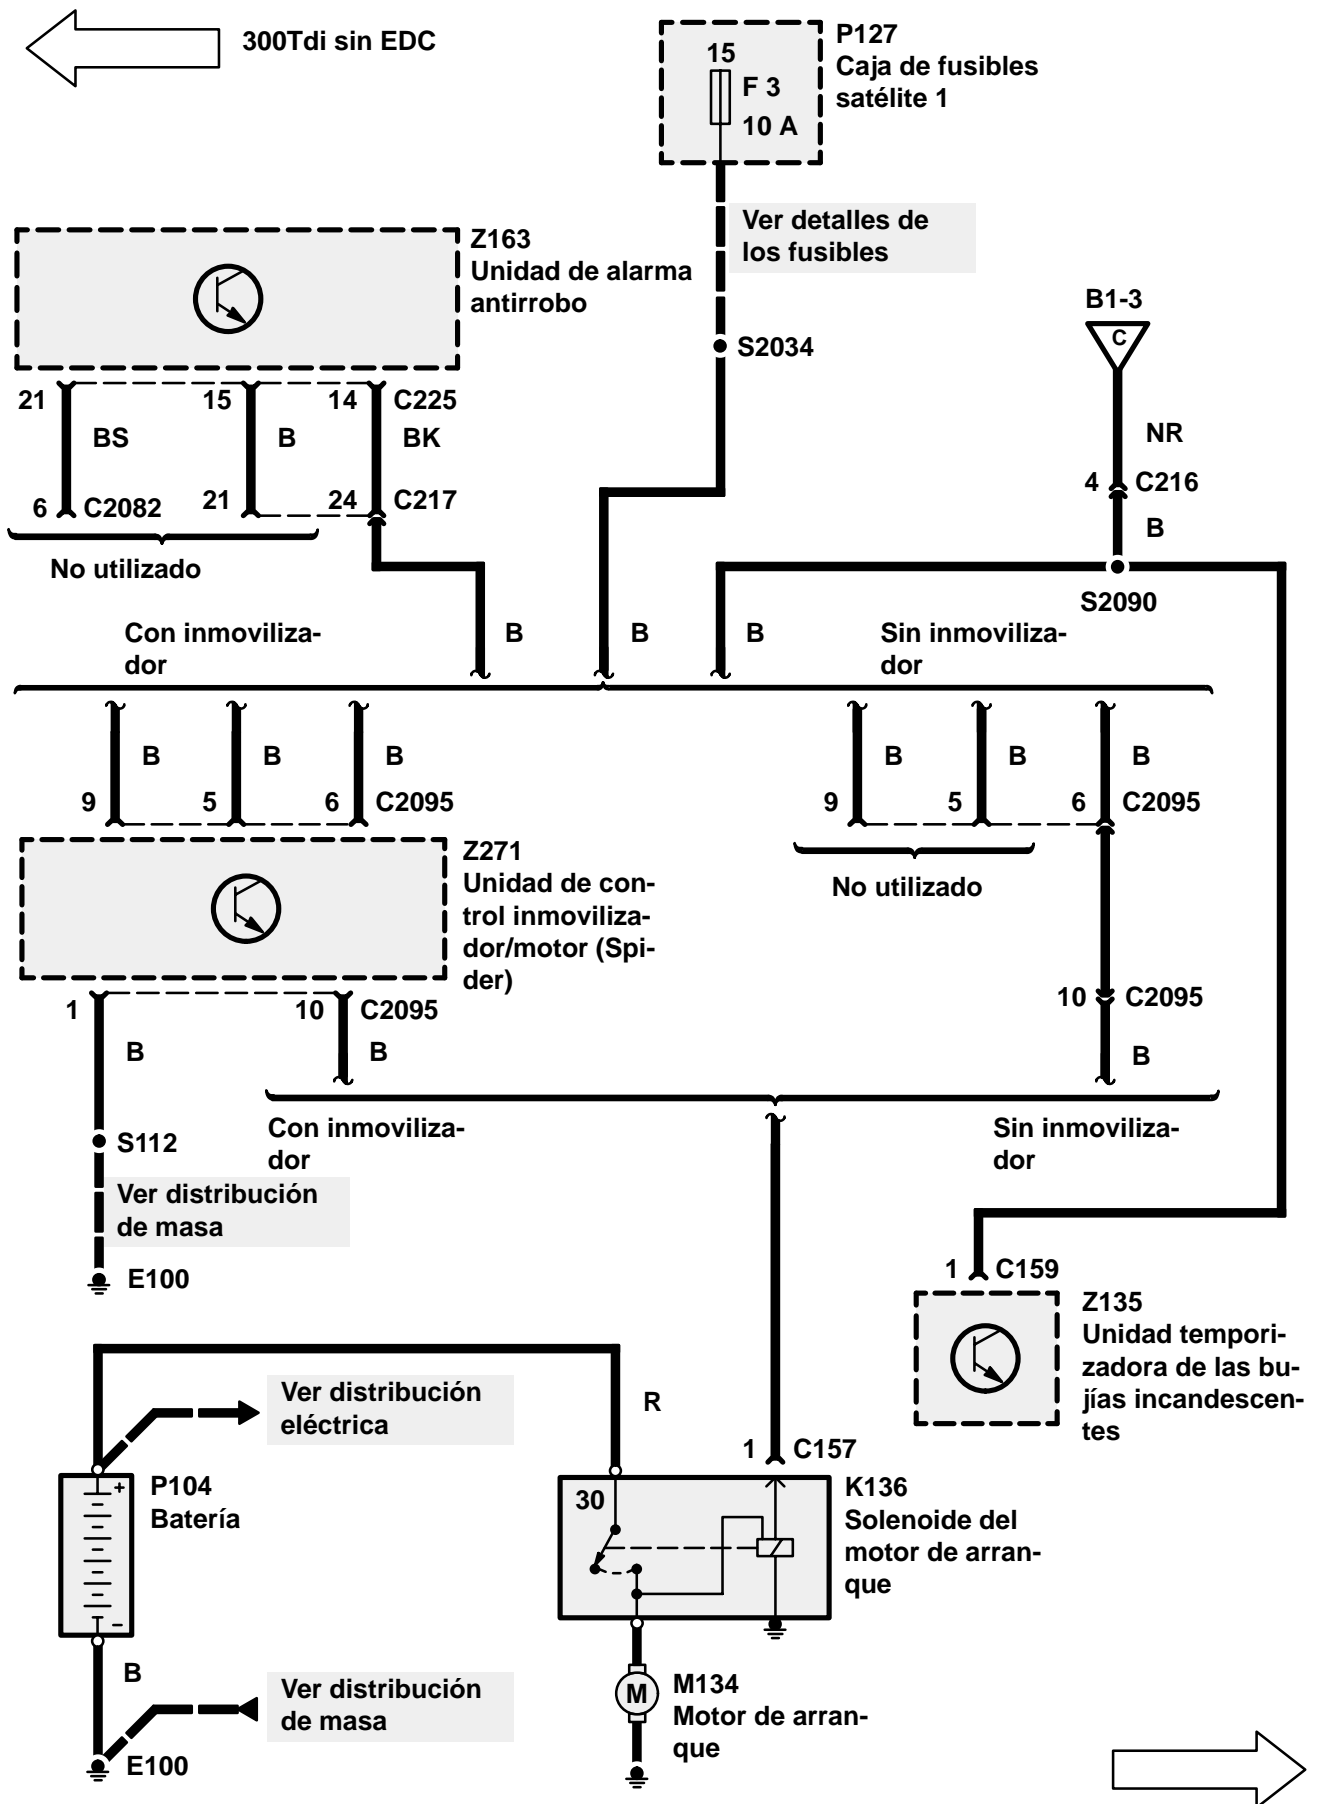 300Tdi sin EDC
P127
Caja de fusibles
satélite 1
15
F 3
10 A
Ver detalles de
los fusibles
Z163
Unidad de alarma
antirrobo
S2034
B1-3
C
21
15
14
C225
BS
B
BK
NR
4
C216
6
C2082
21
24
C217
B
No utilizado
S2090
Con inmoviliza-
dor
B
B
B
Sin inmoviliza-
dor
B
B
B
9
5
6
C2095
B
B
B
9
5
6
C2095
Z271
Unidad de con-
trol inmoviliza-
dor/motor (Spi-
der)
No utilizado
1
10
C2095
10
C2095
B
B
B
Con inmoviliza-
dor
Sin inmoviliza-
dor
S112
Ver distribución
de masa
E100
1
C159
Z135
Unidad tempori-
zadora de las bu-
jías incandescen-
tes
Ver distribución
eléctrica
R
1
C157
P104
Batería
+
–
30
K136
Solenoide del
motor de arran-
que
B
Ver distribución
de masa
E100
M
M134
Motor de arran-
que